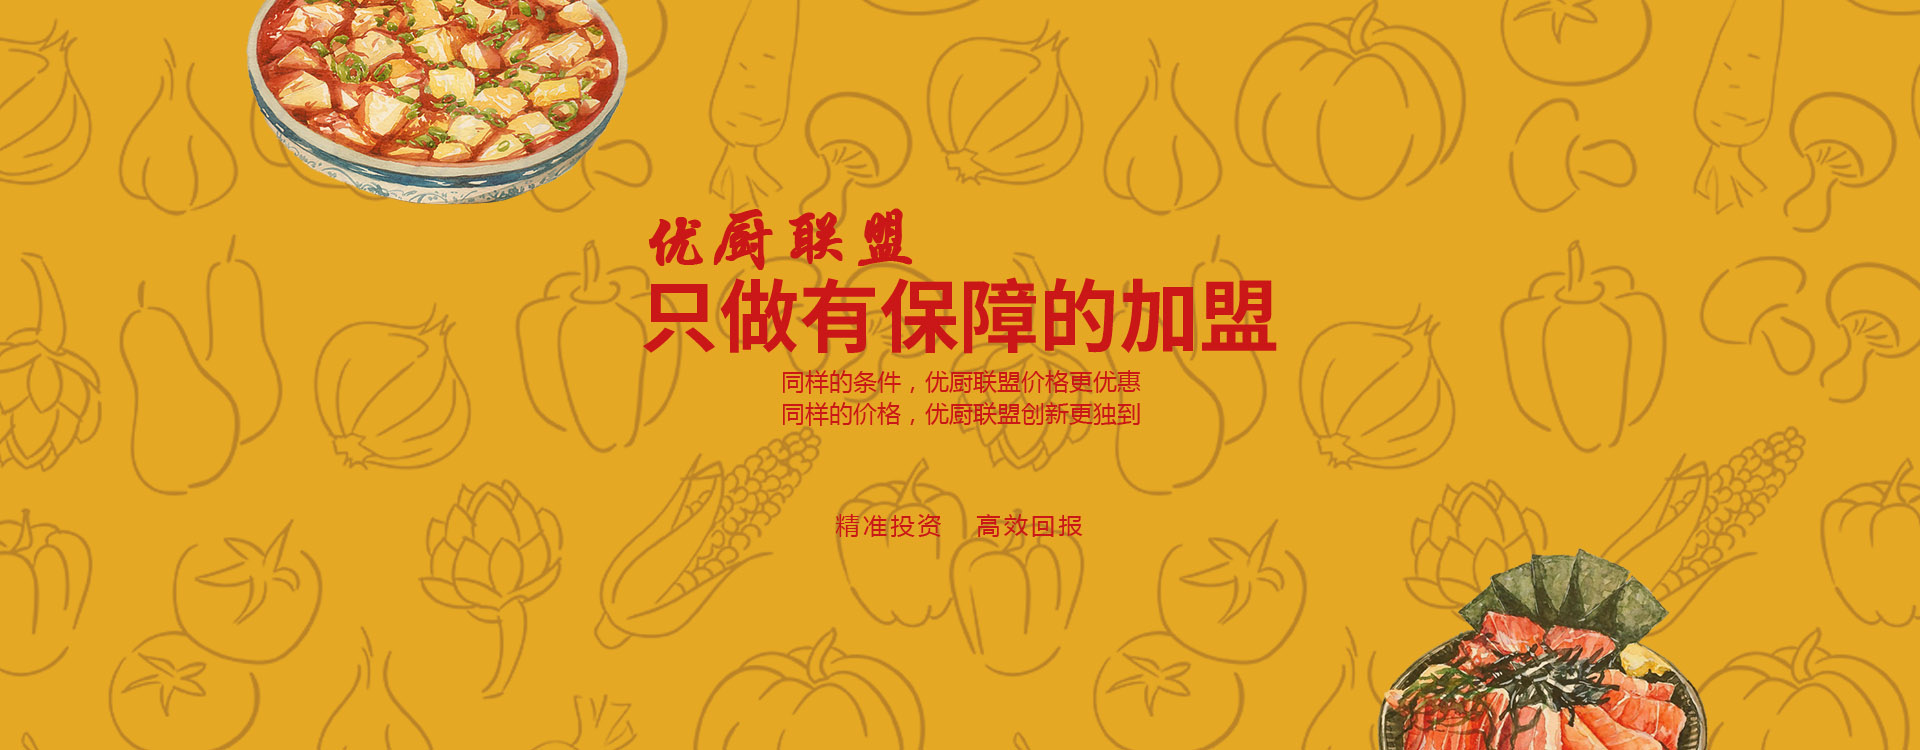 优厨联盟
只做有保障的加盟
同样的条件，优厨联盟价格更优惠
同样的价格，优厨联盟创新更独到
精准投资 高效回报